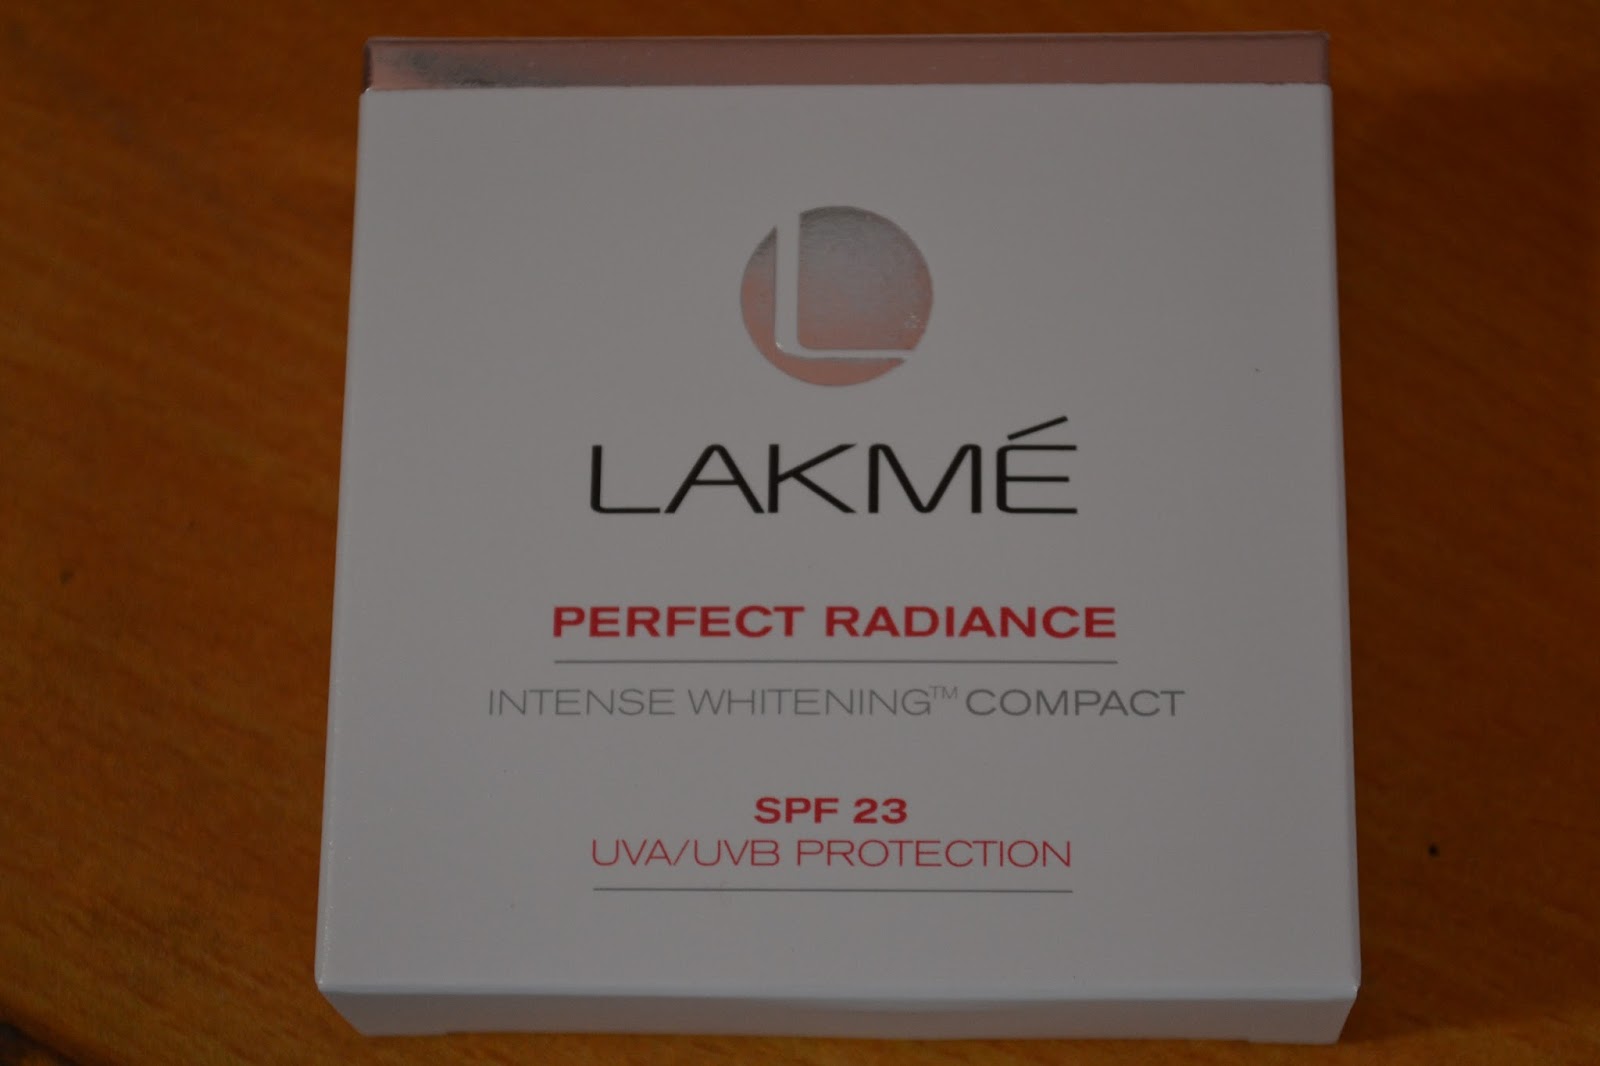 L
LAKMÉ
PERFECT RADIANCE
INTENSE WHITENING™ COMPACT
SPF 23
UVA/UVB PROTECTION